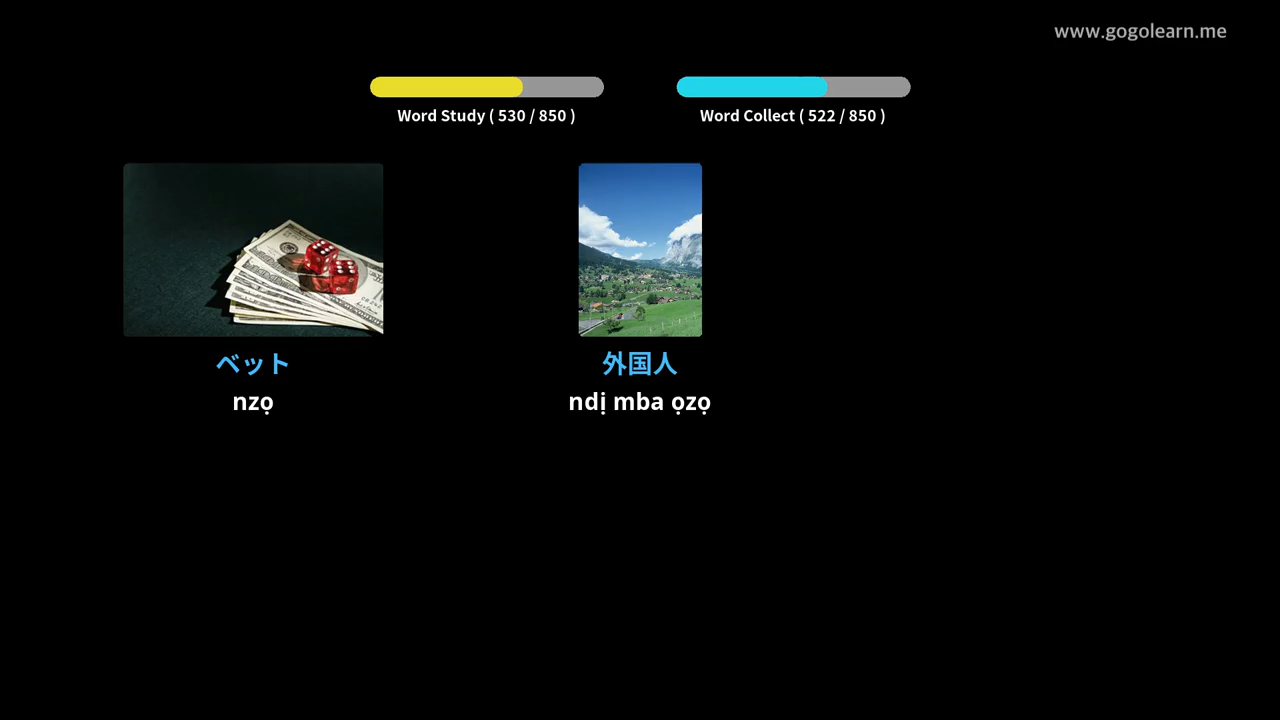 www.gogolearn.me
Word Study ( 530 / 850 )
Word Collect ( 522 / 850 )
ベット
nzọ
外国人
ndị mba ọzọ